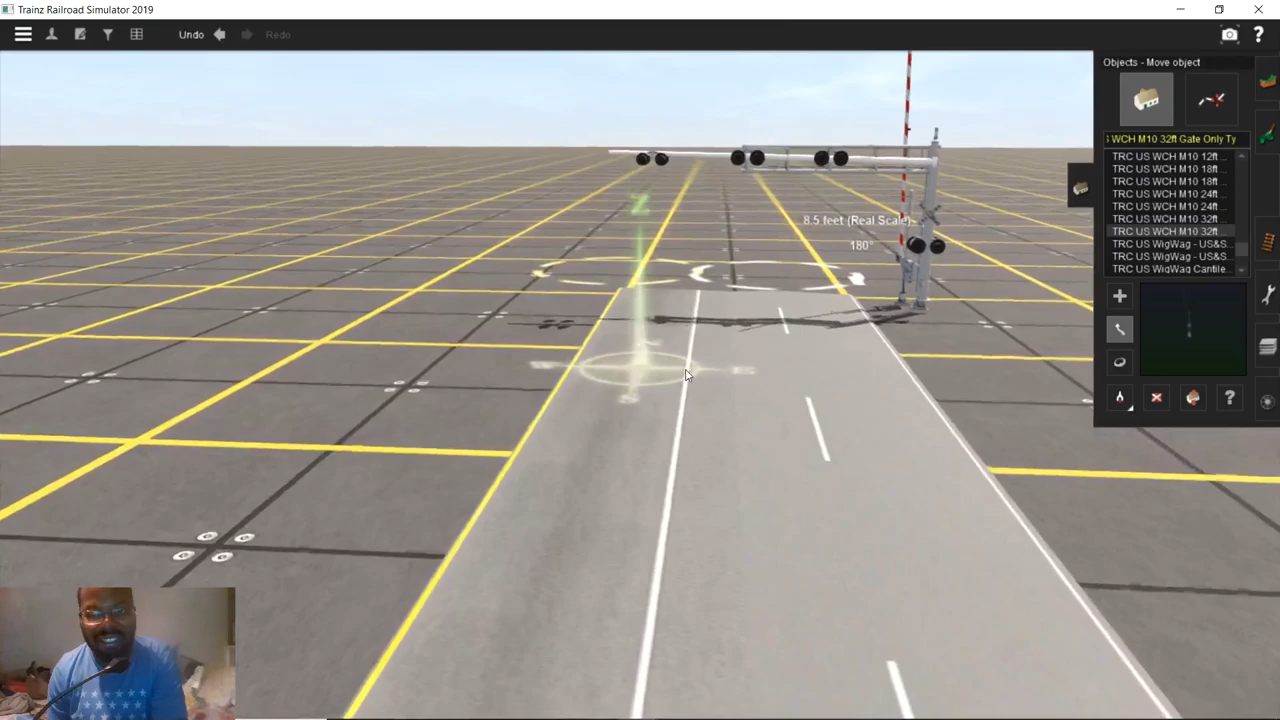 Trainz Railroad Simulator 2019
Undo
Redo
?
Objects - Move object
WCH M10 32ft Gate Only Ty
TRC US WCH M10 12ft ...
TRC US WCH M10 18ft ...
TRC US WCH M10 18ft ...
TRC US WCH M10 24ft ...
TRC US WCH M10 24ft ...
TRC US WCH M10 32ft ...
TRC US WCH M10 32ft ...
TRC US WigWag - US&S...
TRC US WigWag - US&S...
TRC US WigWag Cantile...
Z
8.5 feet (Real Scale)
180°
?